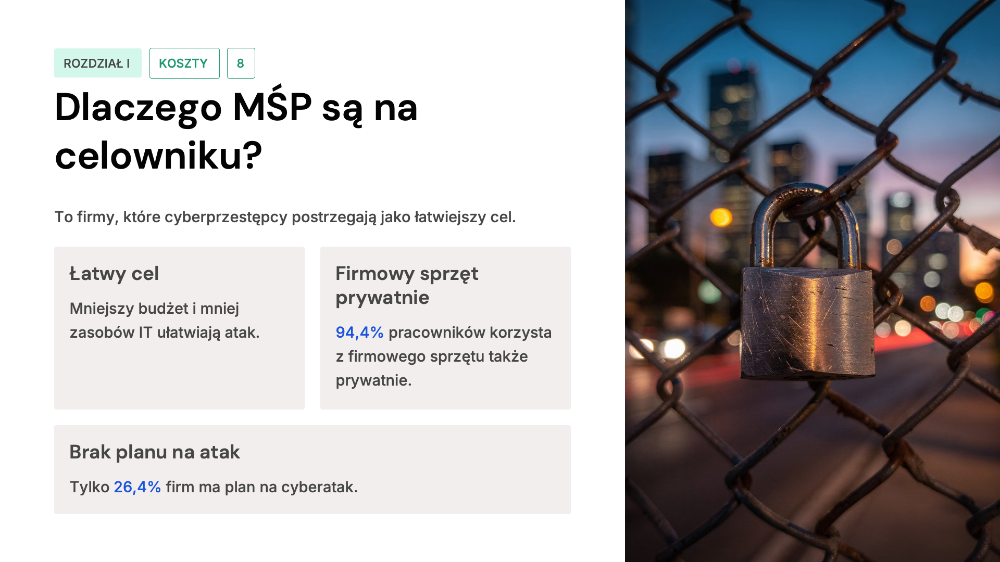 ROZDZIAŁ I
KOSZTY
8
Dlaczego MŚP są na
celowniku?
To firmy, które cyberprzestępcy postrzegają jako łatwiejszy cel.
Łatwy cel
Mniejszy budżet i mniej
zasobów IT ułatwiają atak.
Firmowy sprzęt
prywatnie
94,4% pracowników korzysta
z firmowego sprzętu także
prywatnie.
Brak planu na atak
Tylko 26,4% firm ma plan na cyberatak.